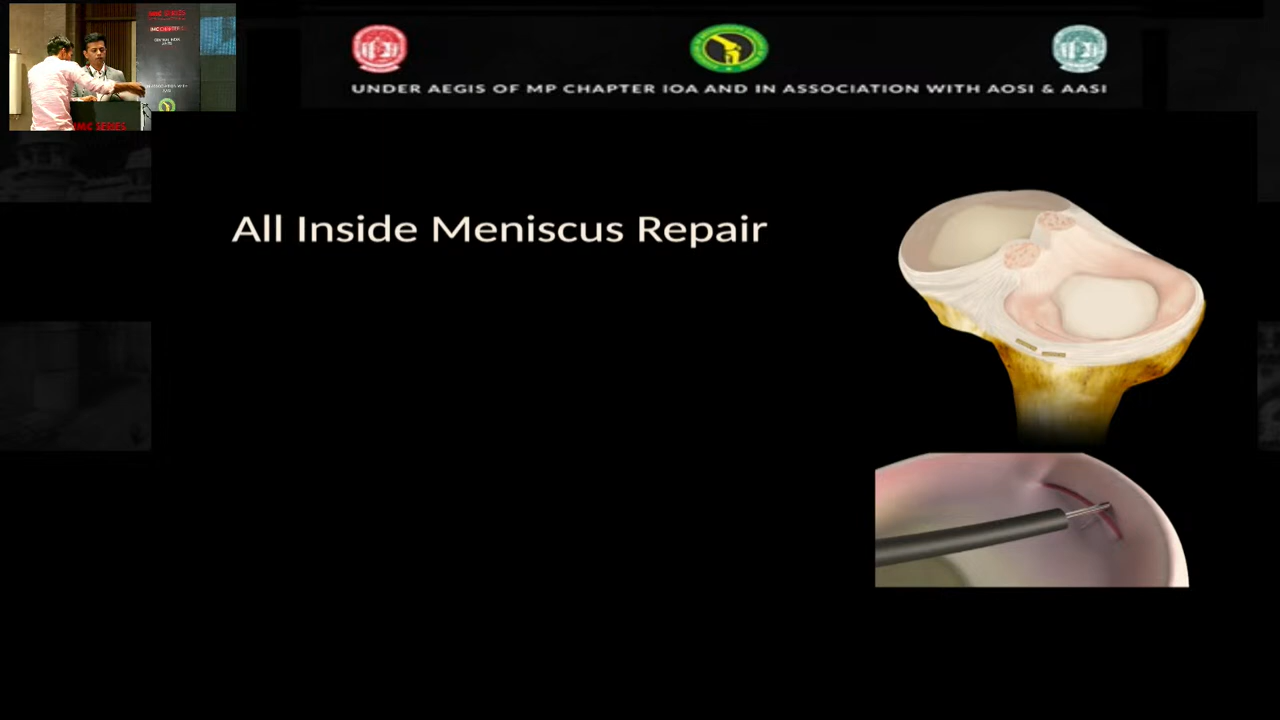 UNDER AEGIS OF MP CHAPTER IOA AND IN ASSOCIATION WITH AOSI & AASI
All Inside Meniscus Repair